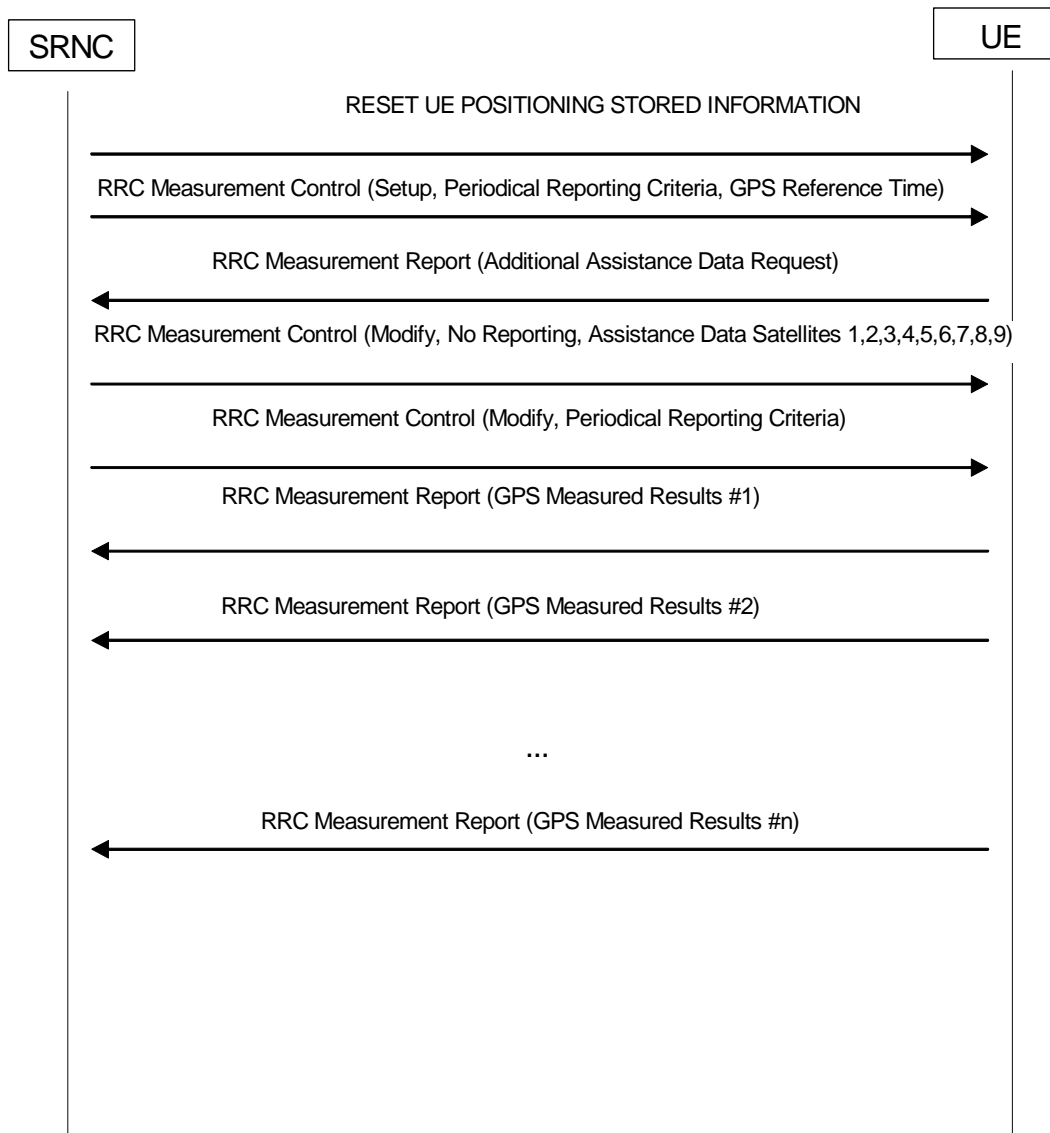 SRNC
UE
RESET UE POSITIONING STORED INFORMATION
RRC Measurement Control (Setup, Periodical Reporting Criteria, GPS Reference Time)
RRC Measurement Report (Additional Assistance Data Request)
RRC Measurement Control (Modify, No Reporting, Assistance Data Satellites 1,2,3,4,5,6,7,8,9)
RRC Measurement Control (Modify, Periodical Reporting Criteria)
RRC Measurement Report (GPS Measured Results #1)
RRC Measurement Report (GPS Measured Results #2)
...
RRC Measurement Report (GPS Measured Results #n)